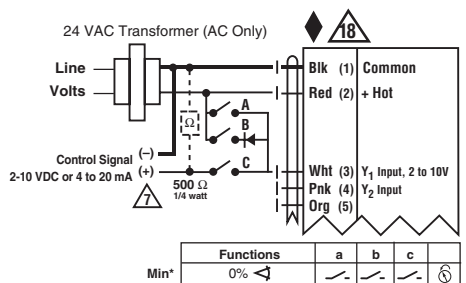 24 VAC Transformer (AC Only)
18
Line
Volts
Blk (1) Common
Red (2) + Hot
A
Ω
B
C
Control Signal (–)
2-10 VDC or 4 to 20 mA (+)
7
500 Ω
1/4 watt
Wht (3) Y1 Input, 2 to 10V
Pnk (4) Y2 Input
Org (5)
Functions a b c
Min* 0%